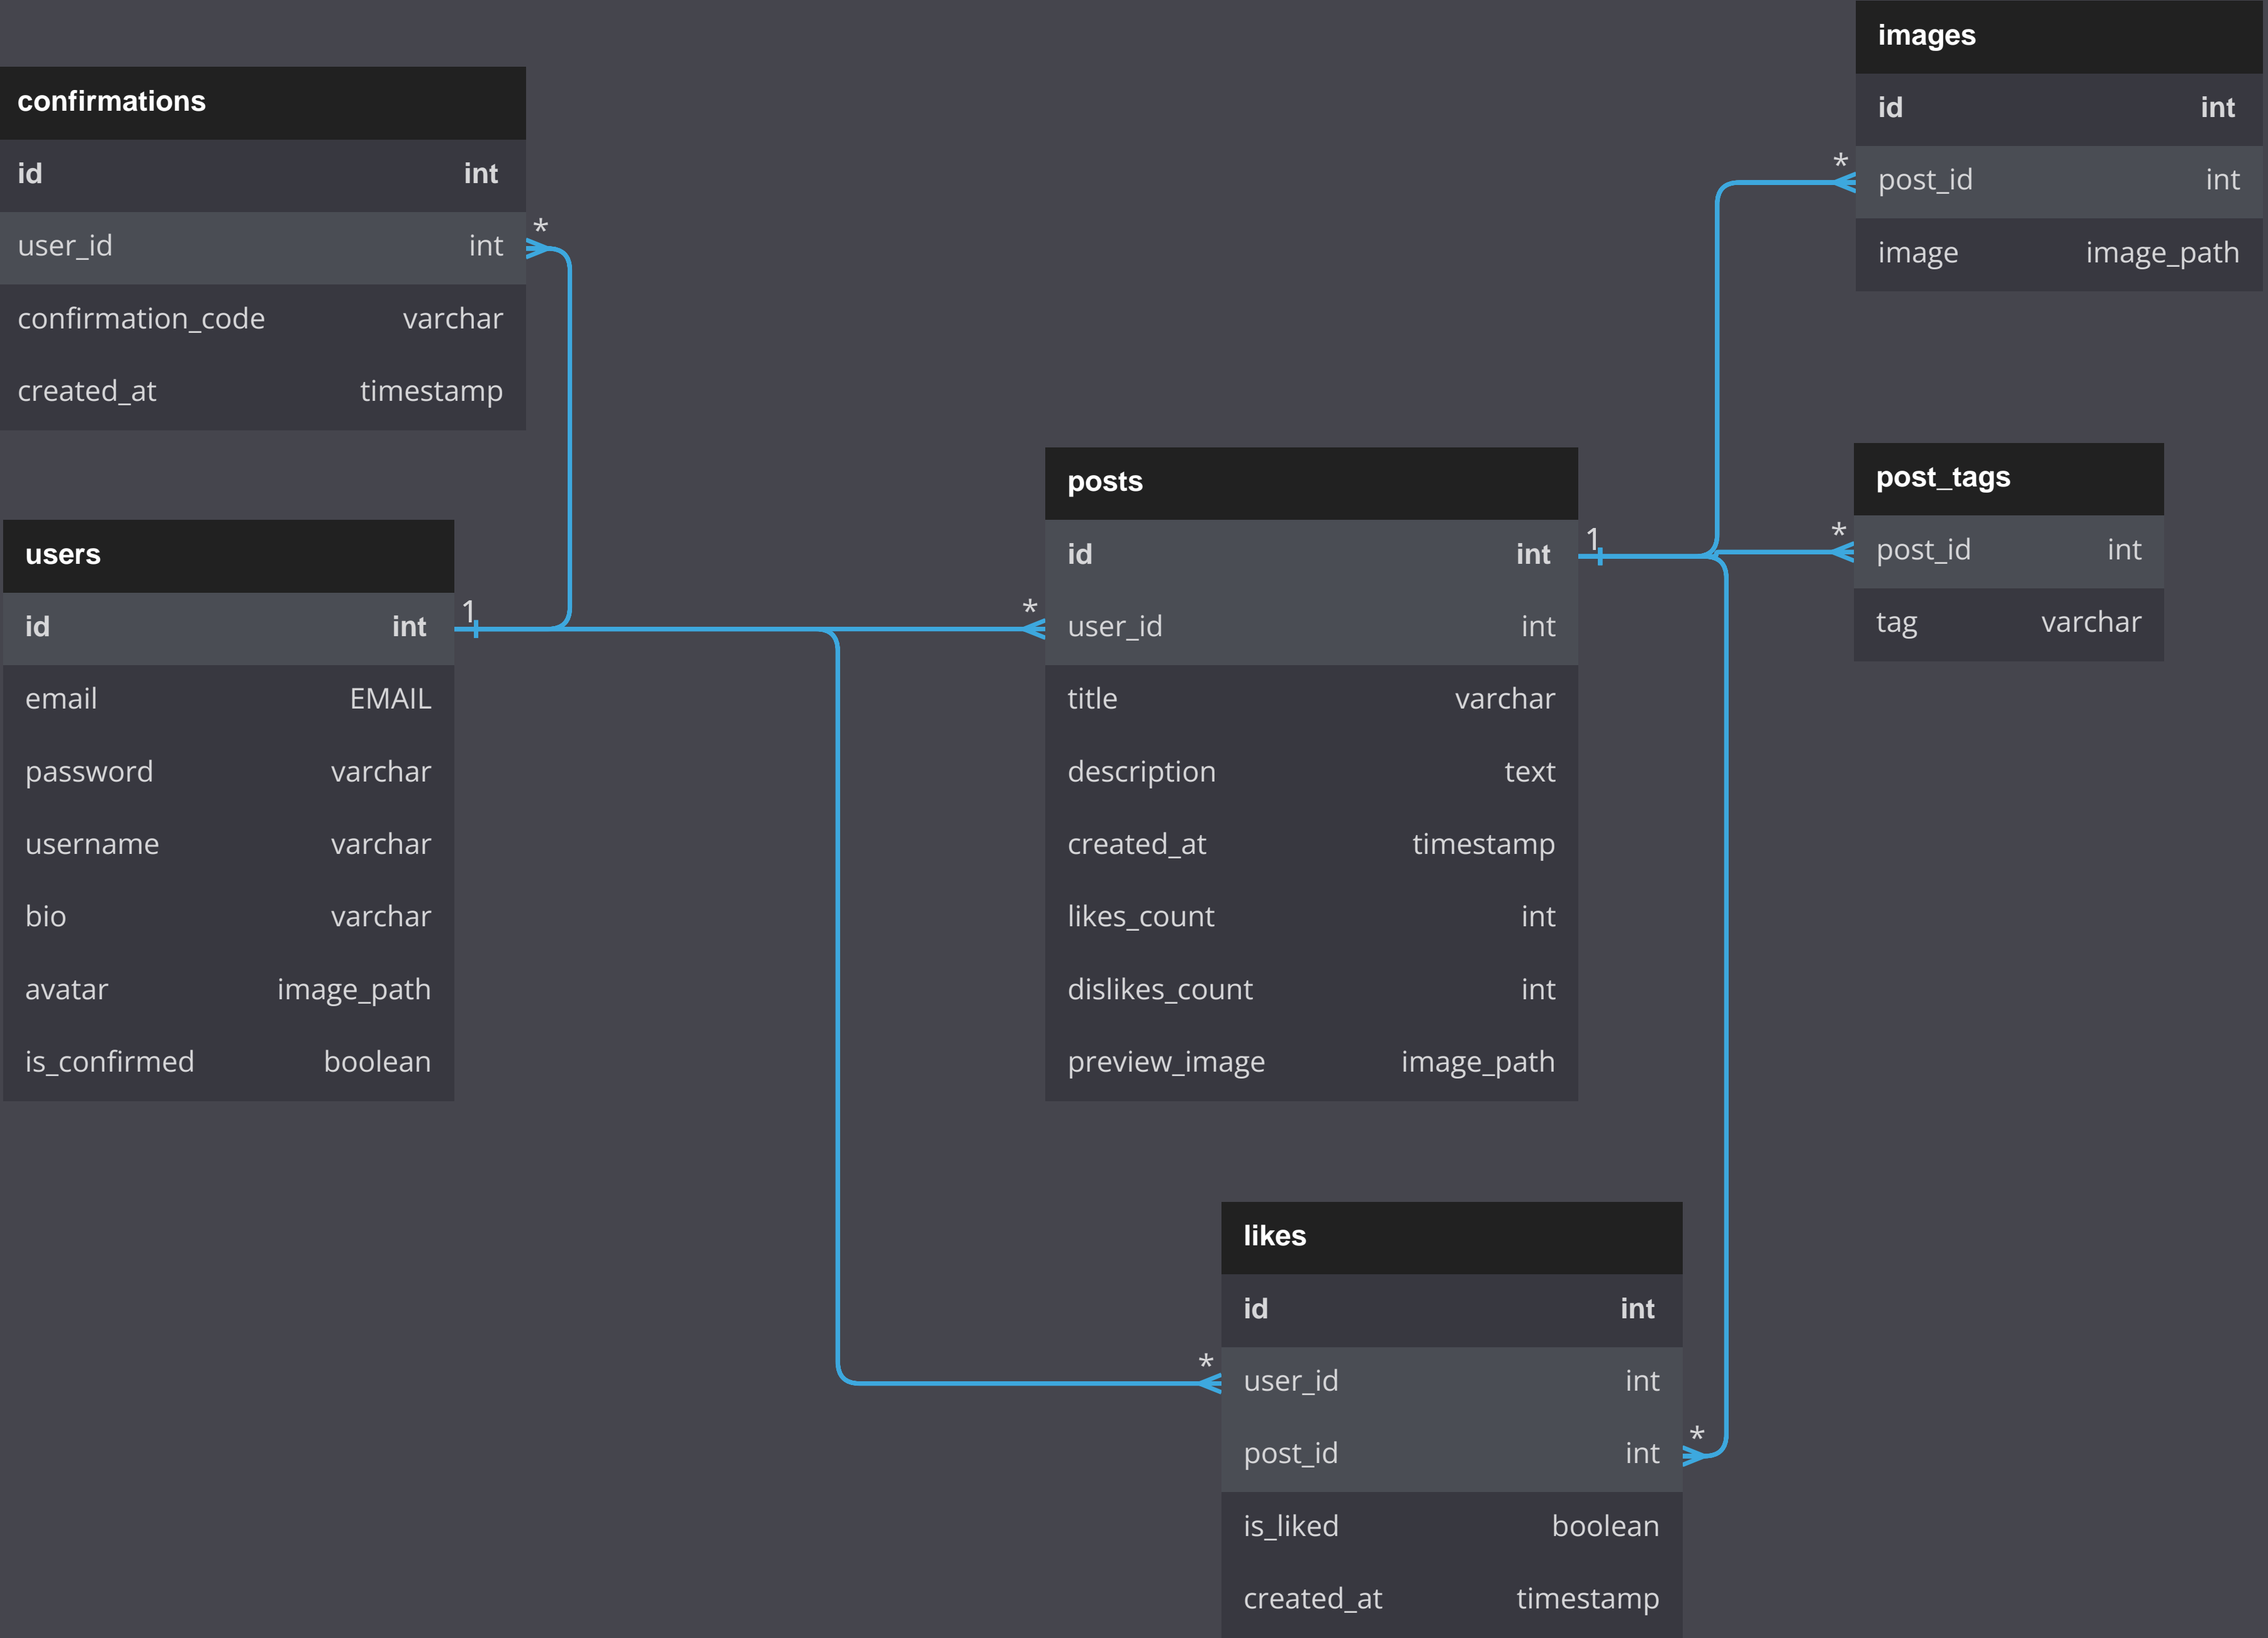 confirmations
id int
user_id int
confirmation_code varchar
created_at timestamp
*
users
id int
email EMAIL
password varchar
username varchar
bio varchar
avatar image_path
is_confirmed boolean
1
*
posts
id int
user_id int
title varchar
description text
created_at timestamp
likes_count int
dislikes_count int
preview_image image_path
1
*
images
id int
post_id int
image image_path
*
post_tags
post_id int
tag varchar
*
likes
id int
user_id int
post_id int
is_liked boolean
created_at timestamp
*